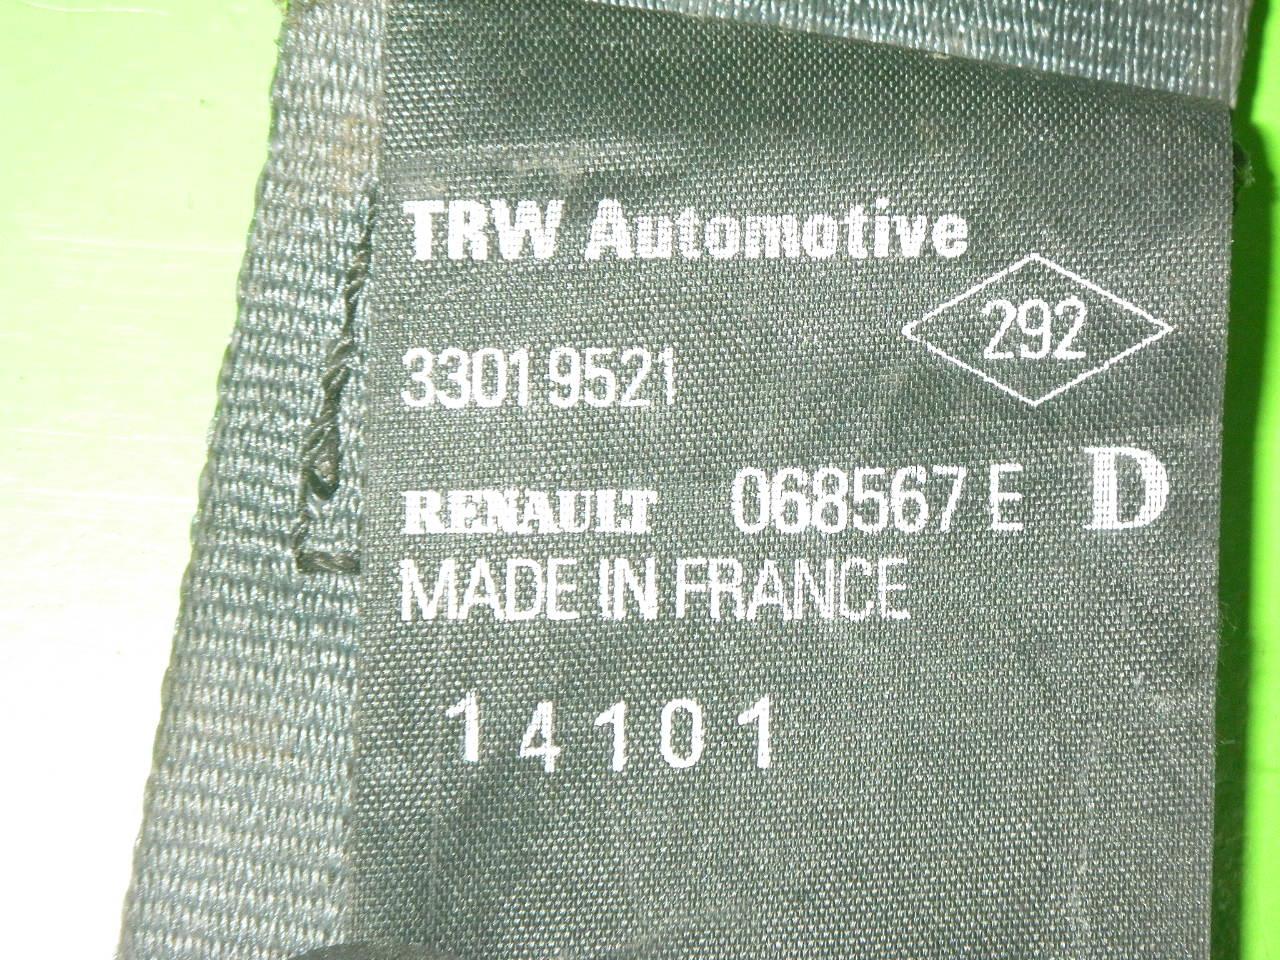 TRW Automotive
292
33019521
RENAULT 068567 E D
MADE IN FRANCE
14101